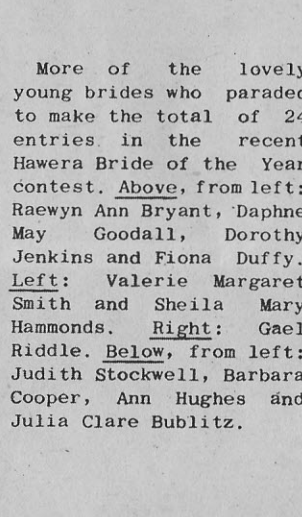 More of the lovely
young brides who paraded
to make the total of 24
entries in the recent
Hawera Bride of the Year
contest. Above, from left:
Raewyn Ann Bryant, Daphne
May Goodall, Dorothy
Jenkins and Fiona Duffy.
Left: Valerie Margaret
Smith and Sheila Mary
Hammonds. Right: Gael
Riddle. Below, from left:
Judith Stockwell, Barbara
Cooper, Ann Hughes and
Julia Clare Bublitz.